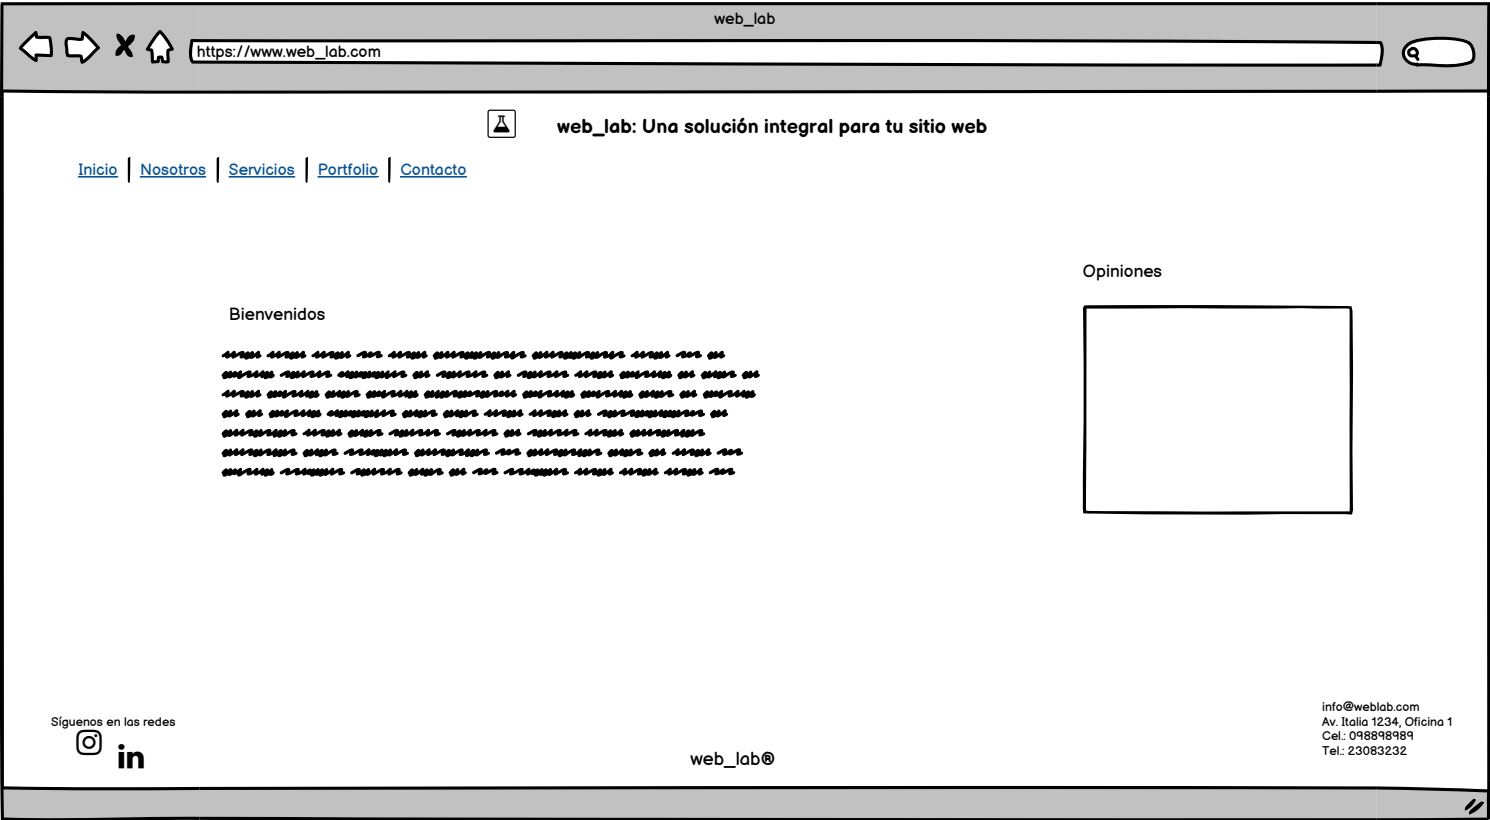 web_lab
https://www.web_lab.com
web_lab: Una solución integral para tu sitio web
Inicio | Nosotros | Servicios | Portfolio | Contacto
Opiniones
Bienvenidos
Síguenos en las redes
in
web_lab®
info@weblab.com
Av. Italia 1234, Oficina 1
Cel.: 098898989
Tel.: 23083232